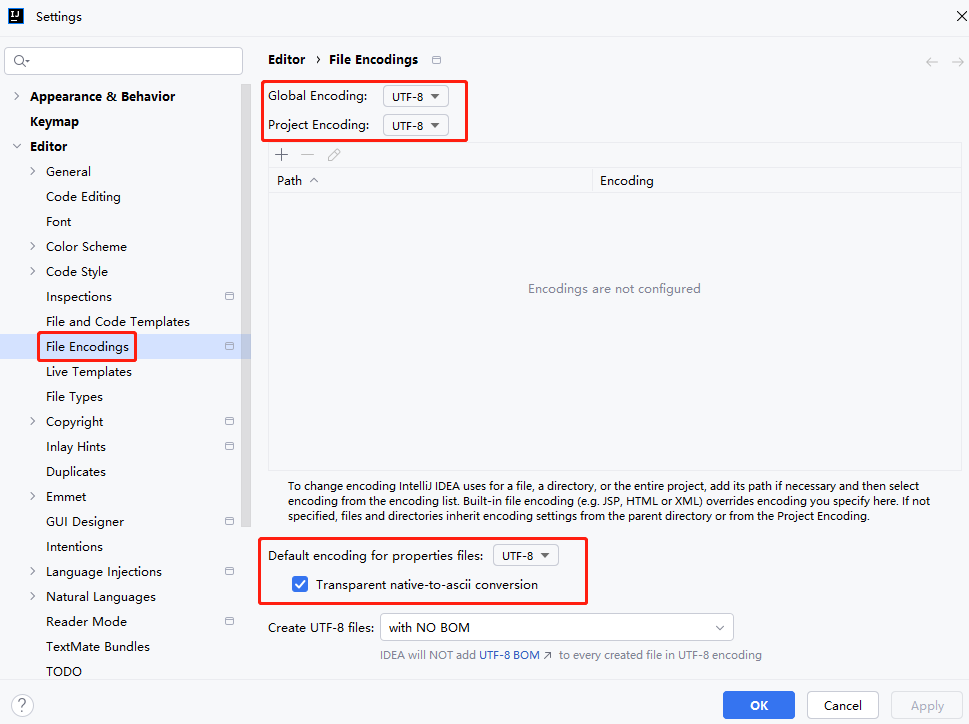 Settings
Editor › File Encodings
Appearance & Behavior
Keymap
Editor
General
Code Editing
Font
Color Scheme
Code Style
Inspections
File and Code Templates
File Encodings
Live Templates
File Types
Copyright
Inlay Hints
Duplicates
Emmet
GUI Designer
Intentions
Language Injections
Natural Languages
Reader Mode
TextMate Bundles
TODO
Global Encoding: UTF-8
Project Encoding: UTF-8
Path Encoding
Encodings are not configured
To change encoding IntelliJ IDEA uses for a file, a directory, or the entire project, add its path if necessary and then select
encoding from the encoding list. Built-in file encoding (e.g. JSP, HTML or XML) overrides encoding you specify here. If not
specified, files and directories inherit encoding settings from the parent directory or from the Project Encoding.
Default encoding for properties files: UTF-8
Transparent native-to-ascii conversion
Create UTF-8 files: with NO BOM
IDEA will NOT add UTF-8 BOM ↗ to every created file in UTF-8 encoding
? OK Cancel Apply